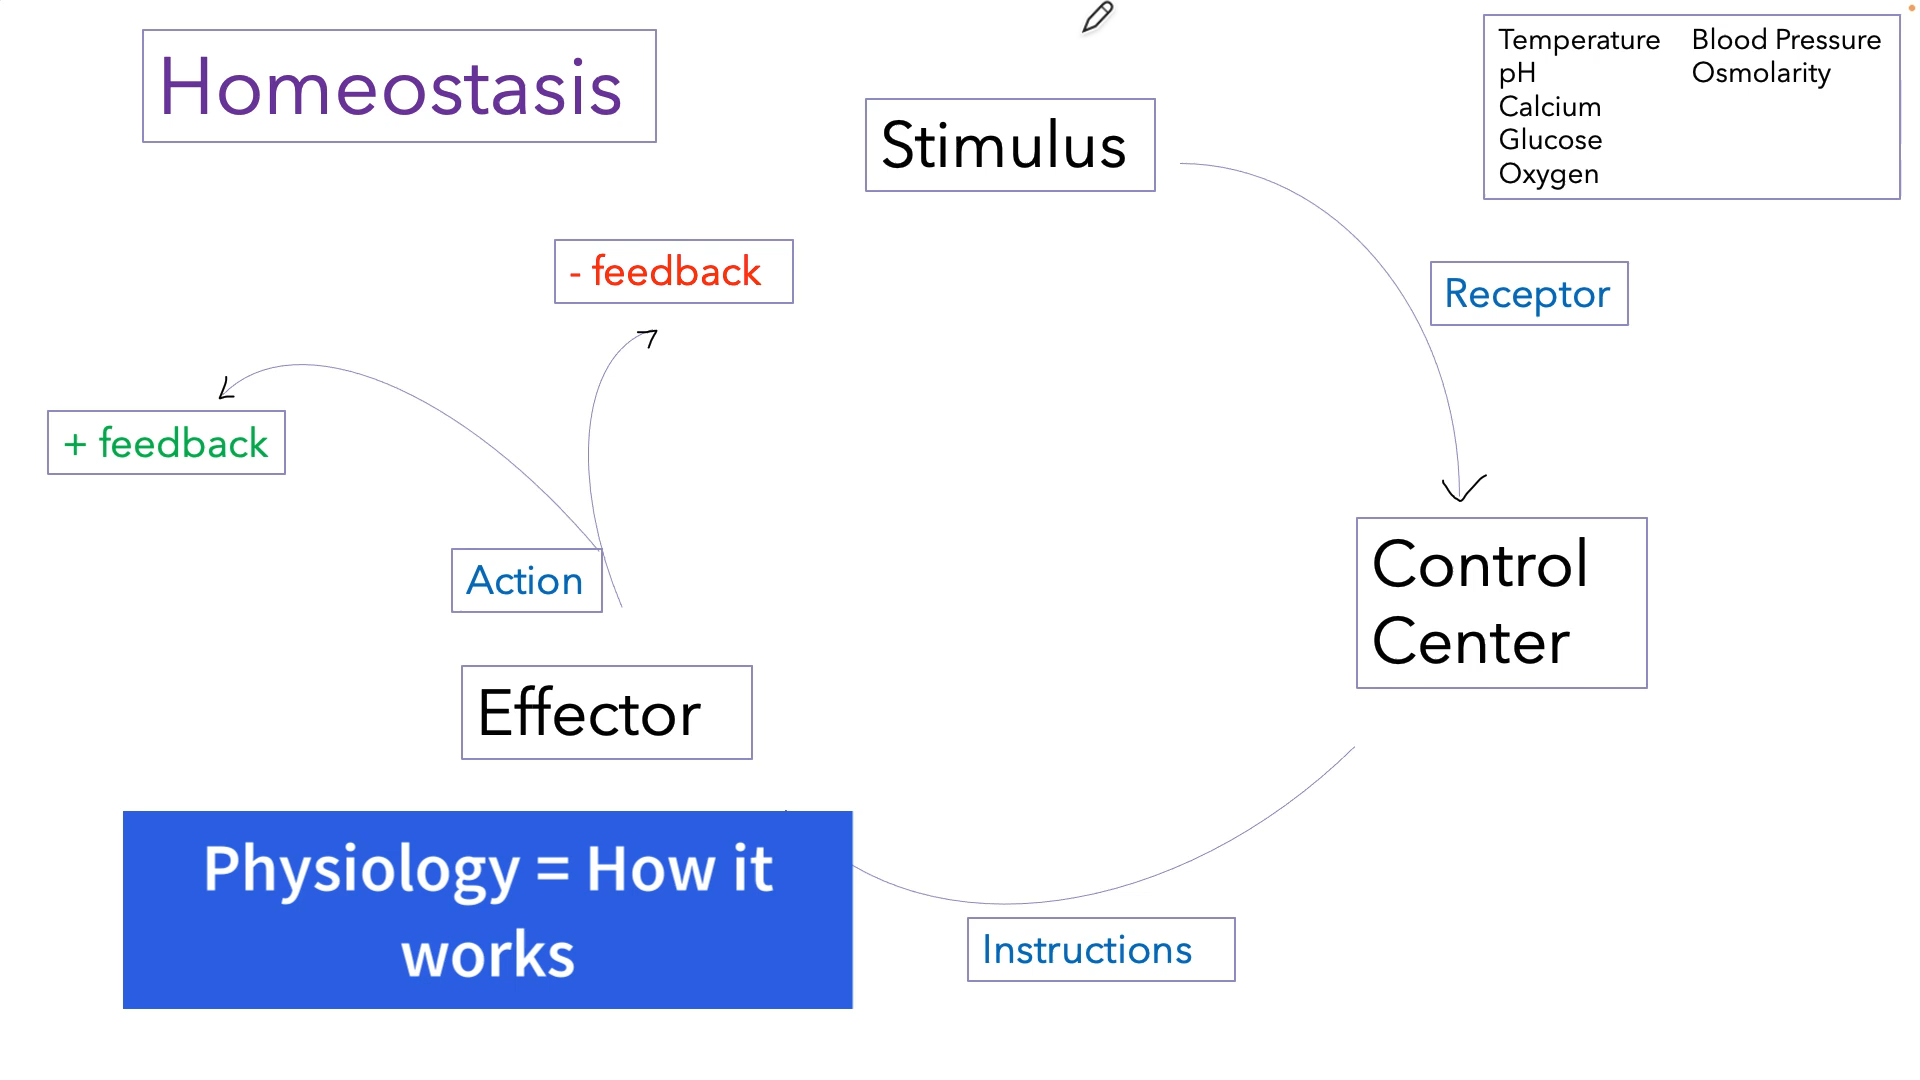 Homeostasis
Stimulus
Temperature
pH
Calcium
Glucose
Oxygen
Blood Pressure
Osmolarity
- feedback
Receptor
+ feedback
Action
Control
Center
Effector
Physiology = How it
works
Instructions